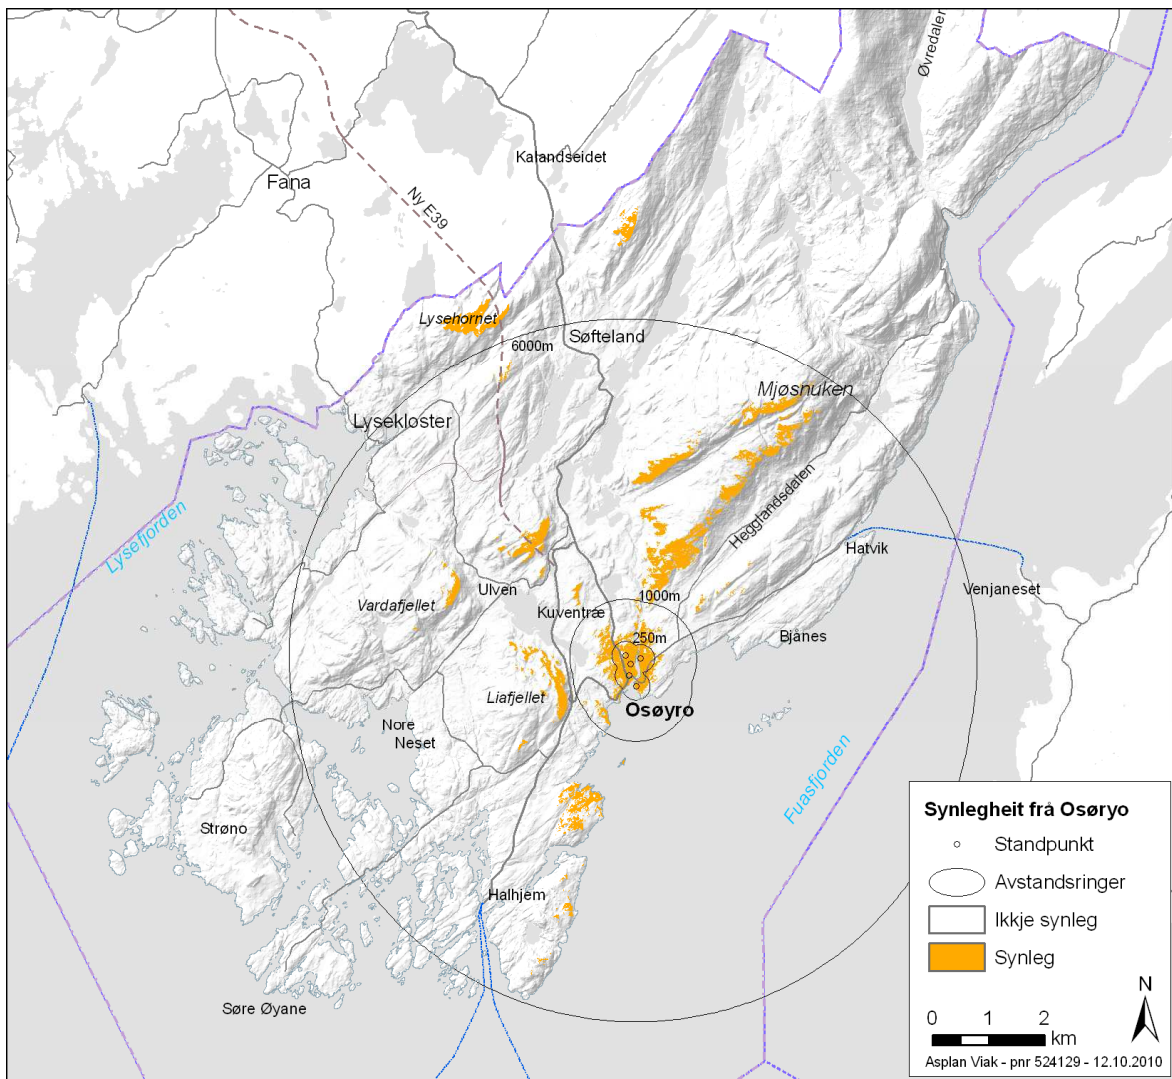 Øvredalen
Kalandseidet
Fana
Ny E39
Lysehornet
Søfteland
6000m
Mjøsnuken
Lysekloster
Hegglandsdalen
Lysefjorden
Hatvik
Ulven
Venjaneset
Vardafjellet
Kuventræ
1000m
250m
Bjånes
Liafjellet
Osøyro
Nore
Neset
Fuasfjorden
Strøno
Halhjem
Søre Øyane
Synlegheit frå Osøryo
Standpunkt
Avstandsringer
Ikkje synleg
Synleg
N
0 1 2
km
Asplan Viak - pnr 524129 - 12.10.2010